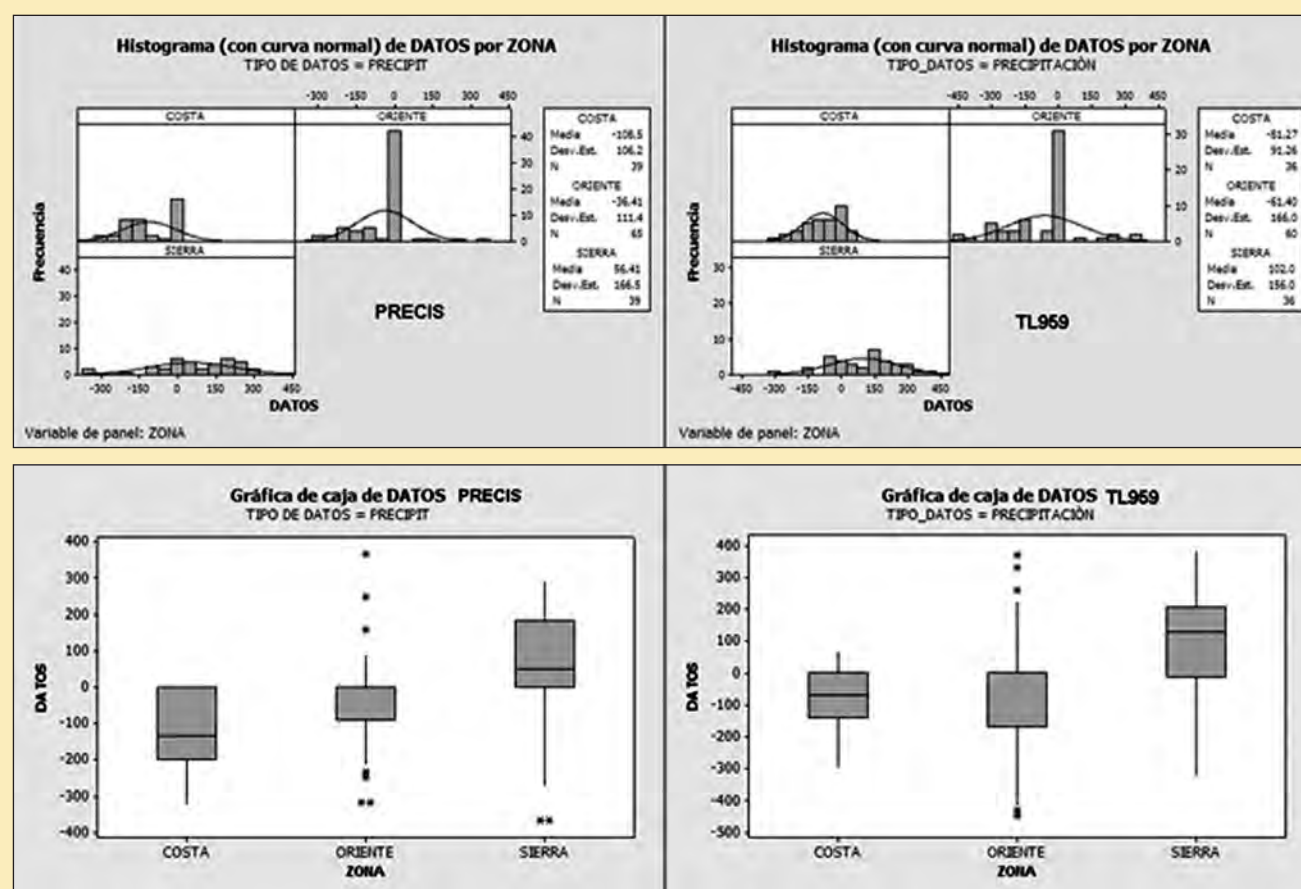 Histograma (con curva normal) de DATOS por ZONA
TIPO DE DATOS = PRECIPIT
-300 -150 0 150 300 450
COSTA ORIENTE
40
30
20
10
0
SIERRA
40
30
20
10
0
-300 -150 0 150 300 450
Frecuencia
DATOS
PRECIS
COSTA
Media -108.5
Desv.Est. 106.2
N 39
ORIENTE
Media -36.41
Desv.Est. 111.4
N 65
SIERRA
Media 56.41
Desv.Est. 166.5
N 39
Variable de panel: ZONA
Histograma (con curva normal) de DATOS por ZONA
TIPO_DATOS = PRECIPITACIÒN
-450 -300 -150 0 150 300 450
COSTA ORIENTE
30
20
10
0
SIERRA
30
20
10
0
-450 -300 -150 0 150 300 450
Frecuencia
DATOS
TL959
COSTA
Media -81.27
Desv.Est. 91.26
N 36
ORIENTE
Media -61.40
Desv.Est. 166.0
N 60
SIERRA
Media 102.0
Desv.Est. 156.0
N 36
Variable de panel: ZONA
Gráfica de caja de DATOS PRECIS
TIPO DE DATOS = PRECIPIT
400
300
200
100
0
-100
-200
-300
-400
DATOS
COSTA ORIENTE SIERRA
ZONA
Gráfica de caja de DATOS TL959
TIPO_DATOS = PRECIPITACIÒN
400
300
200
100
0
-100
-200
-300
-400
-500
DATOS
COSTA ORIENTE SIERRA
ZONA